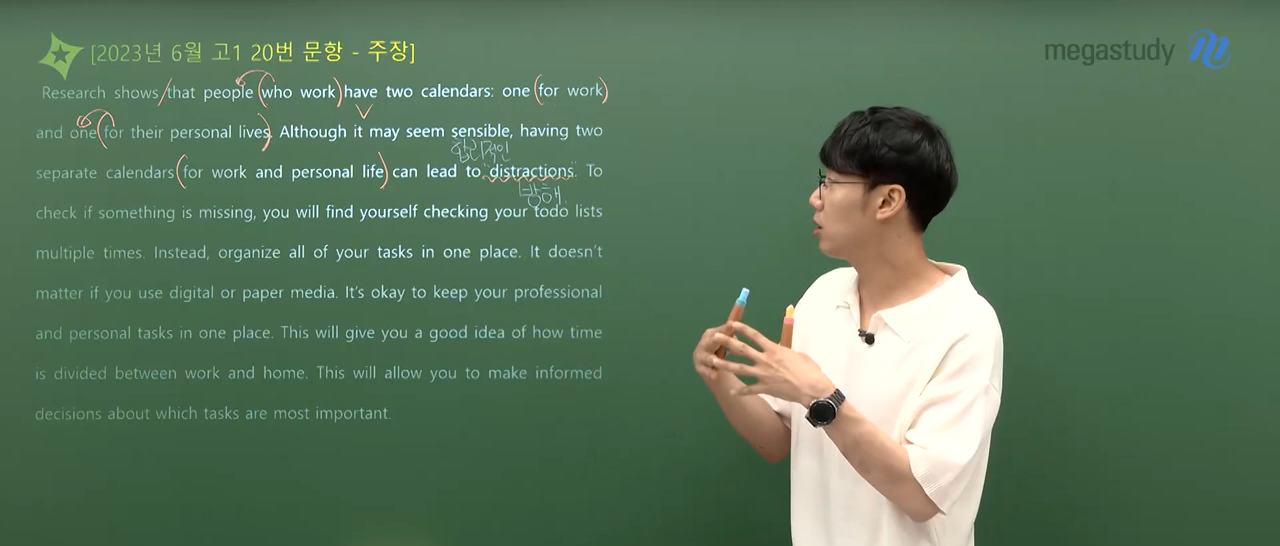 [2023년 6월 고1 20번 문항 - 주장]
megastudy
Research shows that people who work have two calendars: one for work
and one for their personal lives. Although it may seem sensible, having two
합리적인
separate calendars for work and personal life can lead to distractions. To
방해
check if something is missing, you will find yourself checking your todo lists
multiple times. Instead, organize all of your tasks in one place. It doesn't
matter if you use digital or paper media. It's okay to keep your professional
and personal tasks in one place. This will give you a good idea of how time
is divided between work and home. This will allow you to make informed
decisions about which tasks are most important.